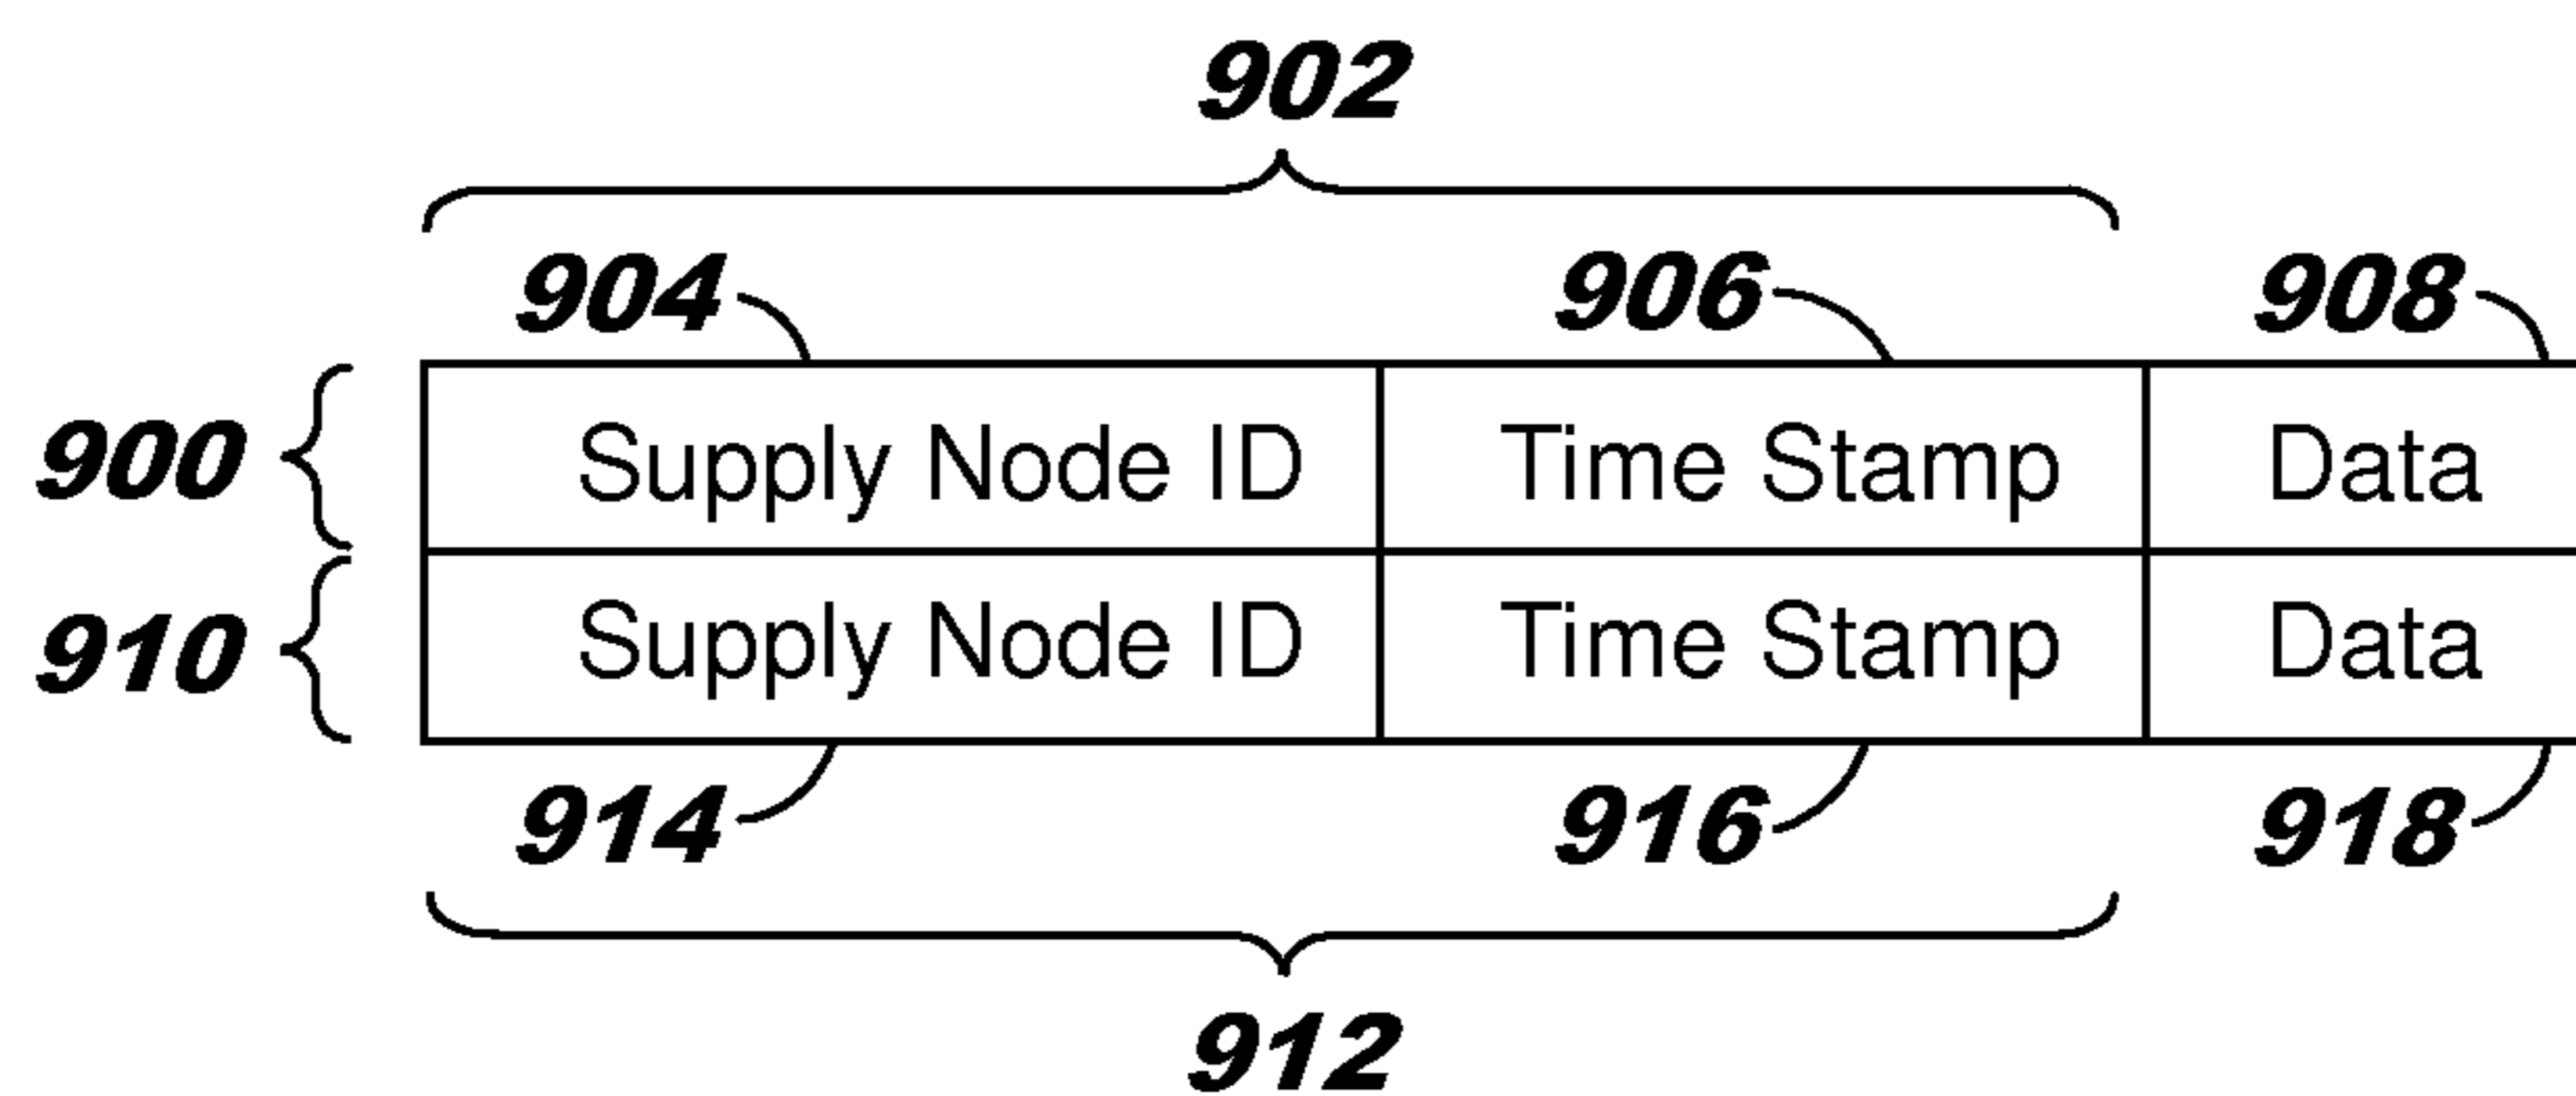 902
904 906 908
900 Supply Node ID Time Stamp Data
910 Supply Node ID Time Stamp Data
914 916 918
912